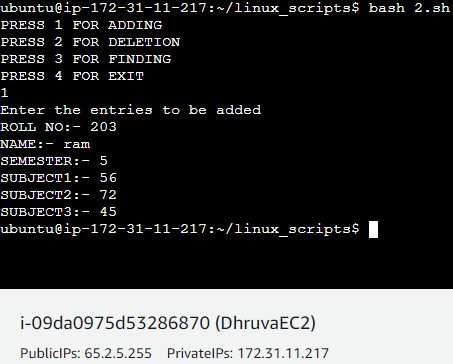 ubuntu@ip-172-31-11-217:~/linux_scripts$ bash 2.sh
PRESS 1 FOR ADDING
PRESS 2 FOR DELETION
PRESS 3 FOR FINDING
PRESS 4 FOR EXIT
1
Enter the entries to be added
ROLL NO:- 203
NAME:- ram
SEMESTER:- 5
SUBJECT1:- 56
SUBJECT2:- 72
SUBJECT3:- 45
ubuntu@ip-172-31-11-217:~/linux_scripts$
i-09da0975d53286870 (DhruvaEC2)
PublicIPs: 65.2.5.255 PrivateIPs: 172.31.11.217